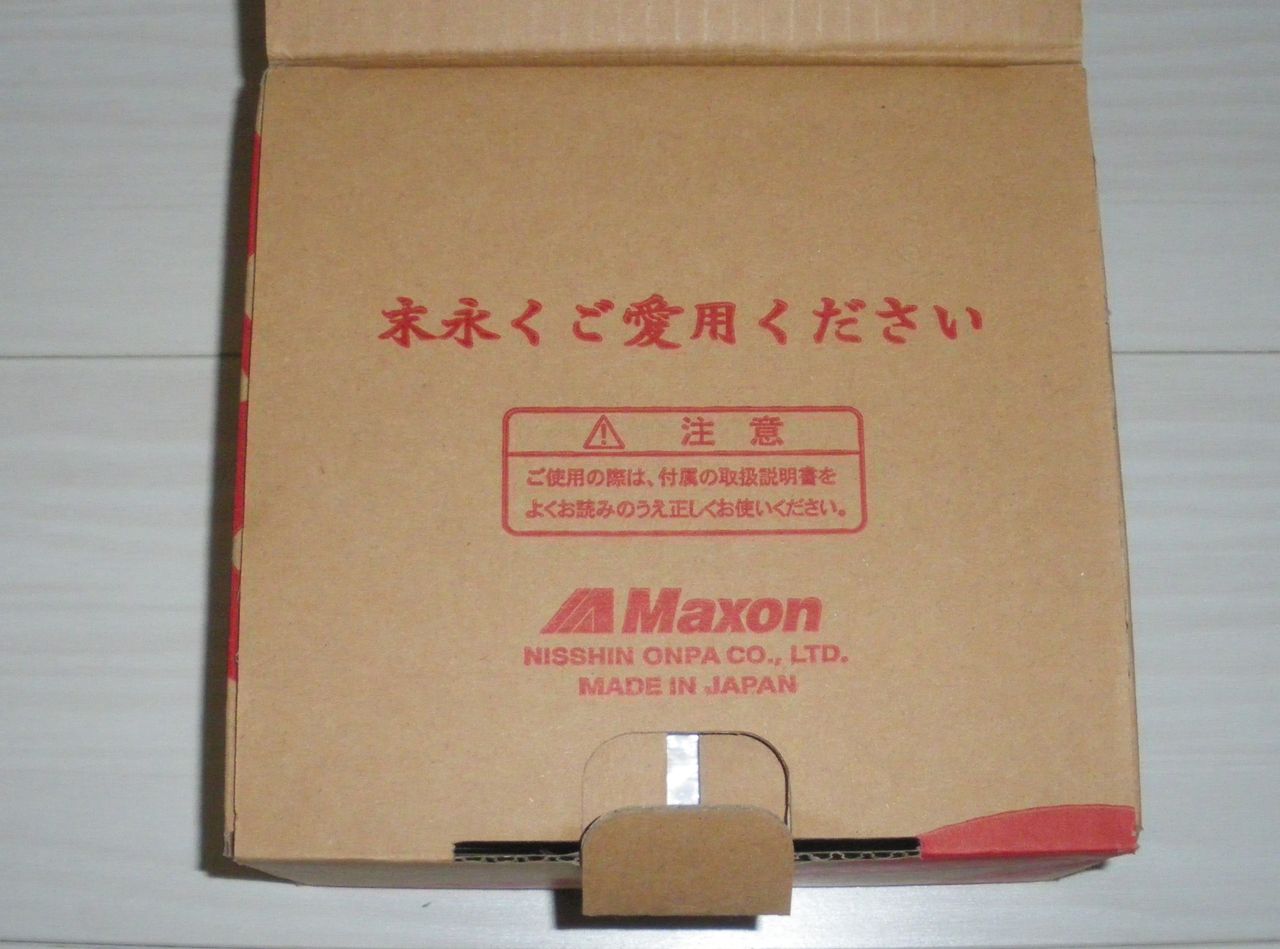 末永くご愛用ください
注意
ご使用の際は、付属の取扱説明書を
よくお読みのうえ正しくお使いください。
Maxon
NISSHIN ONPA CO., LTD.
MADE IN JAPAN